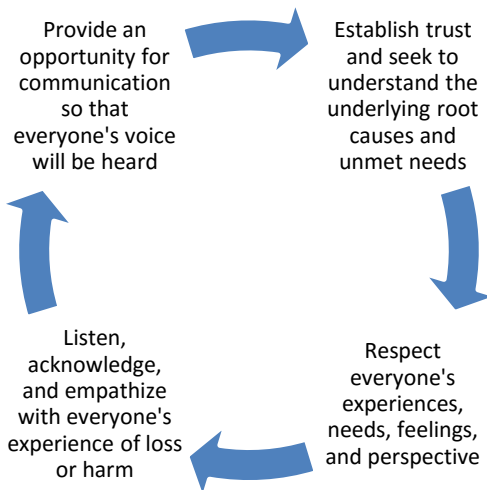 Provide an
opportunity for
communication
so that
everyone's voice
will be heard
Establish trust
and seek to
understand the
underlying root
causes and
unmet needs
Respect
everyone's
experiences,
needs, feelings,
and perspective
Listen,
acknowledge,
and empathize
with everyone's
experience of loss
or harm